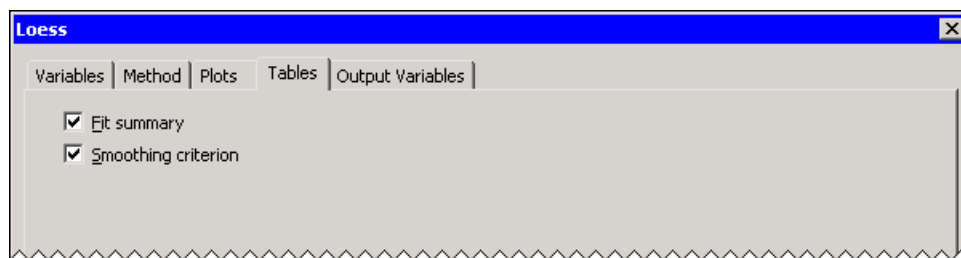 Loess
Variables Method Plots Tables Output Variables
Fit summary
Smoothing criterion